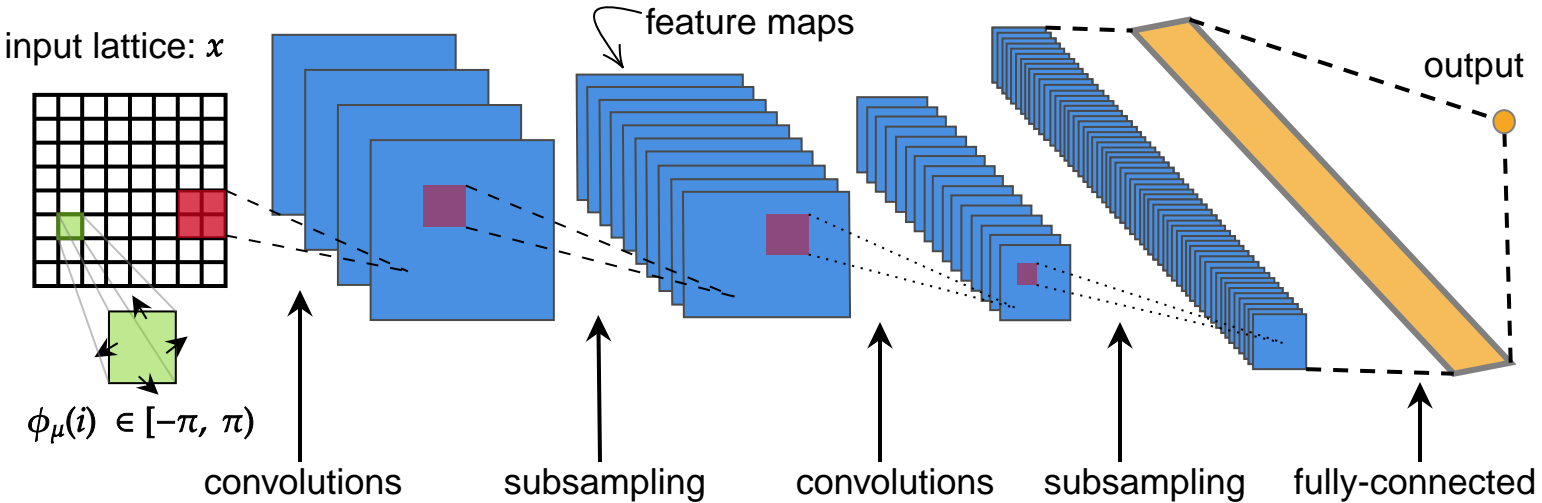 feature maps
input lattice: x
output
ϕμ(i) ∈ [−π, π)
convolutions
subsampling
convolutions
subsampling
fully-connected